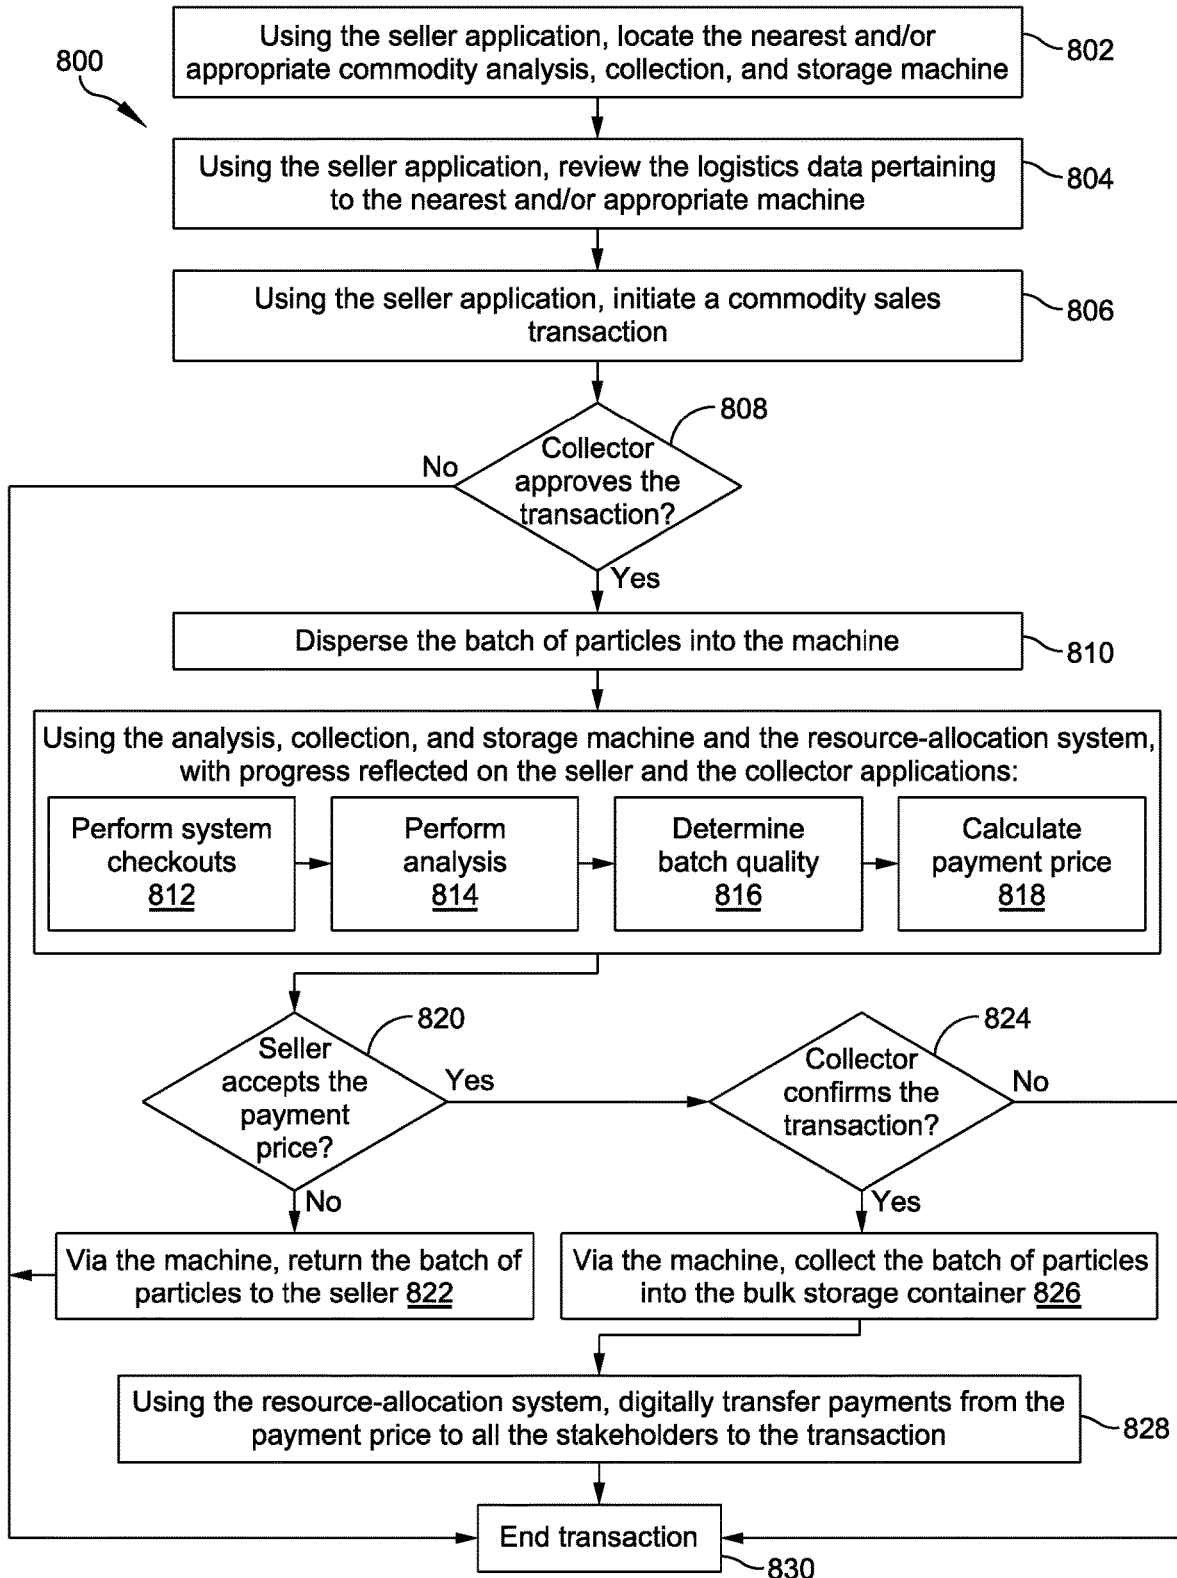 800
Using the seller application, locate the nearest and/or
appropriate commodity analysis, collection, and storage machine
802
Using the seller application, review the logistics data pertaining
to the nearest and/or appropriate machine
804
Using the seller application, initiate a commodity sales
transaction
806
808
Collector
approves the
transaction?
No
Yes
Disperse the batch of particles into the machine
810
Using the analysis, collection, and storage machine and the resource-allocation system,
with progress reflected on the seller and the collector applications:
Perform system
checkouts
812
Perform
analysis
814
Determine
batch quality
816
Calculate
payment price
818
820
Seller
accepts the
payment
price?
Yes
No
824
Collector
confirms the
transaction?
No
Yes
Via the machine, return the batch of
particles to the seller 822
Via the machine, collect the batch of particles
into the bulk storage container 826
Using the resource-allocation system, digitally transfer payments from the
payment price to all the stakeholders to the transaction
828
End transaction
830